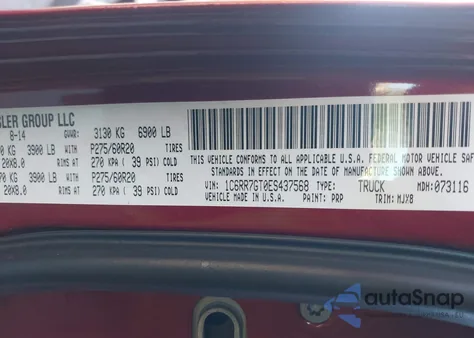 SLER GROUP LLC
8-14 GVWR: 3130 KG 6900 LB
0 KG 3900 LB WITH P275/60R20 TIRES
20X8.0 RIMS AT 270 KPA ( 39 PSI) COLD
70 KG 3900 LB WITH P275/60R20 TIRES
20X8.0 RIMS AT 270 KPA ( 39 PSI) COLD
THIS VEHICLE CONFORMS TO ALL APPLICABLE U.S.A. FEDERAL MOTOR VEHICLE SAF
STANDARDS IN EFFECT ON THE DATE OF MANUFACTURE SHOWN ABOVE.
VIN: 1C6RR7GT0ES437568 TYPE: TRUCK MDH: 073116
VEHICLE MADE IN U.S.A. PAINT: PRP TRIM: MJX8
autoSnap